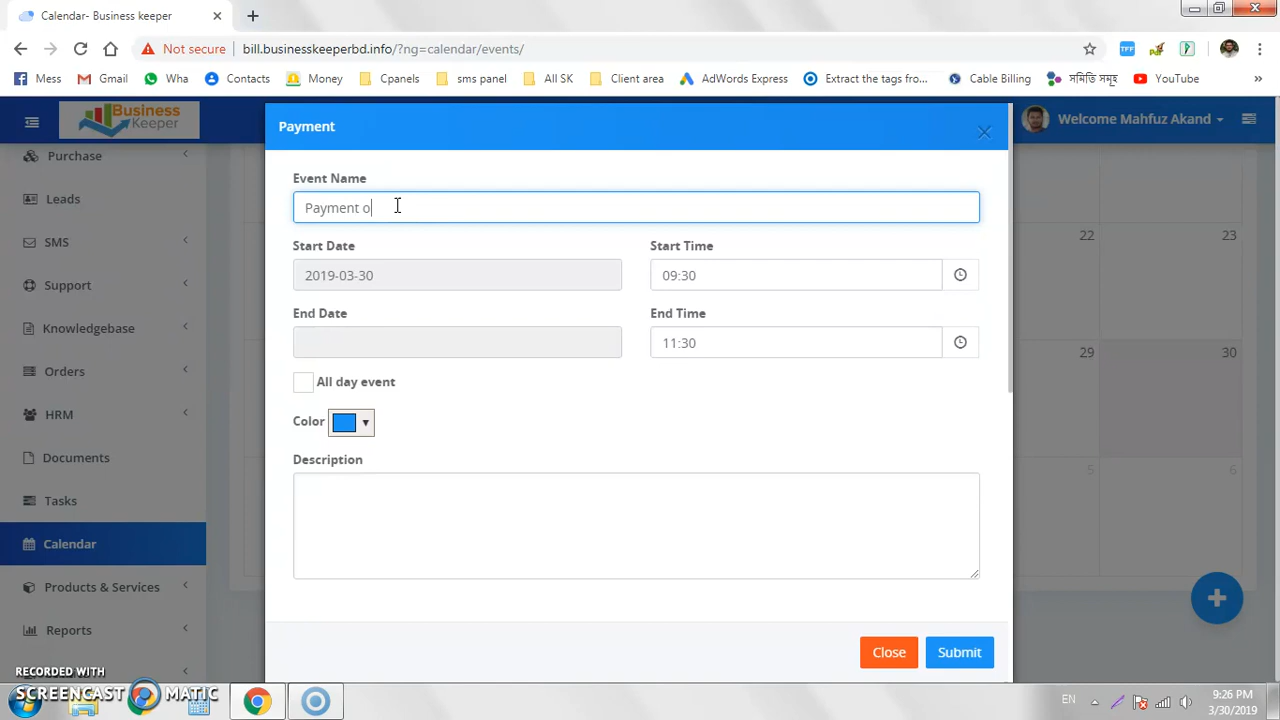 Calendar- Business keeper
Not secure bill.businesskeeperbd.info/?ng=calendar/events/
Mess Gmail Wha Contacts Money Cpanels sms panel All SK Client area AdWords Express Extract the tags fro... Cable Billing সমিতি সমূহ YouTube »
TFF
Business
Keeper
Welcome Mahfuz Akand
Payment
Purchase
Leads
SMS
Support
Knowledgebase
Orders
HRM
Documents
Tasks
Calendar
Products & Services
Reports
Event Name
Payment o
Start Date Start Time
2019-03-30 09:30
End Date End Time
11:30
All day event
Color
Description
Close Submit
22 23
29 30
5 6
RECORDED WITH
SCREENCAST MATIC
EN
9:26 PM
3/30/2019